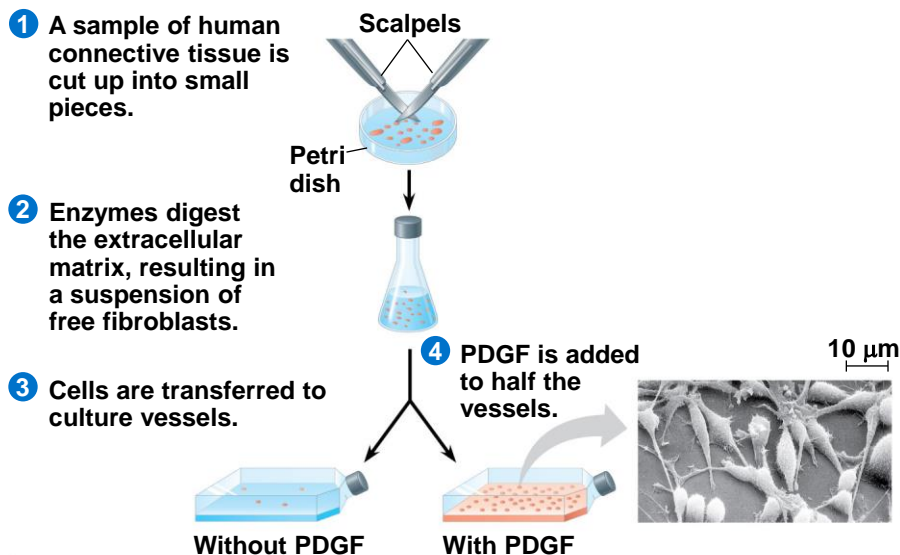 1 A sample of human
connective tissue is
cut up into small
pieces.
Scalpels
Petri
dish
2 Enzymes digest
the extracellular
matrix, resulting in
a suspension of
free fibroblasts.
3 Cells are transferred to
culture vessels.
4 PDGF is added
to half the
vessels.
10 μm
Without PDGF
With PDGF